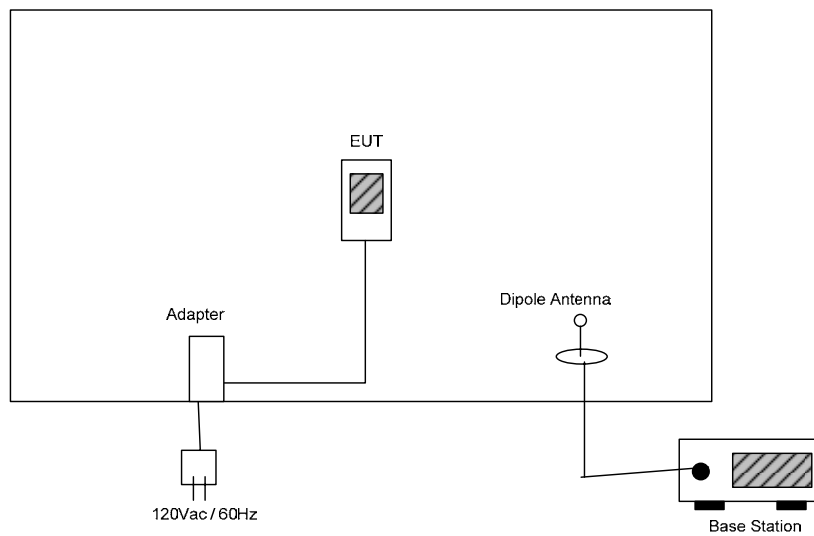 EUT
Dipole Antenna
Adapter
120Vac / 60Hz
Base Station